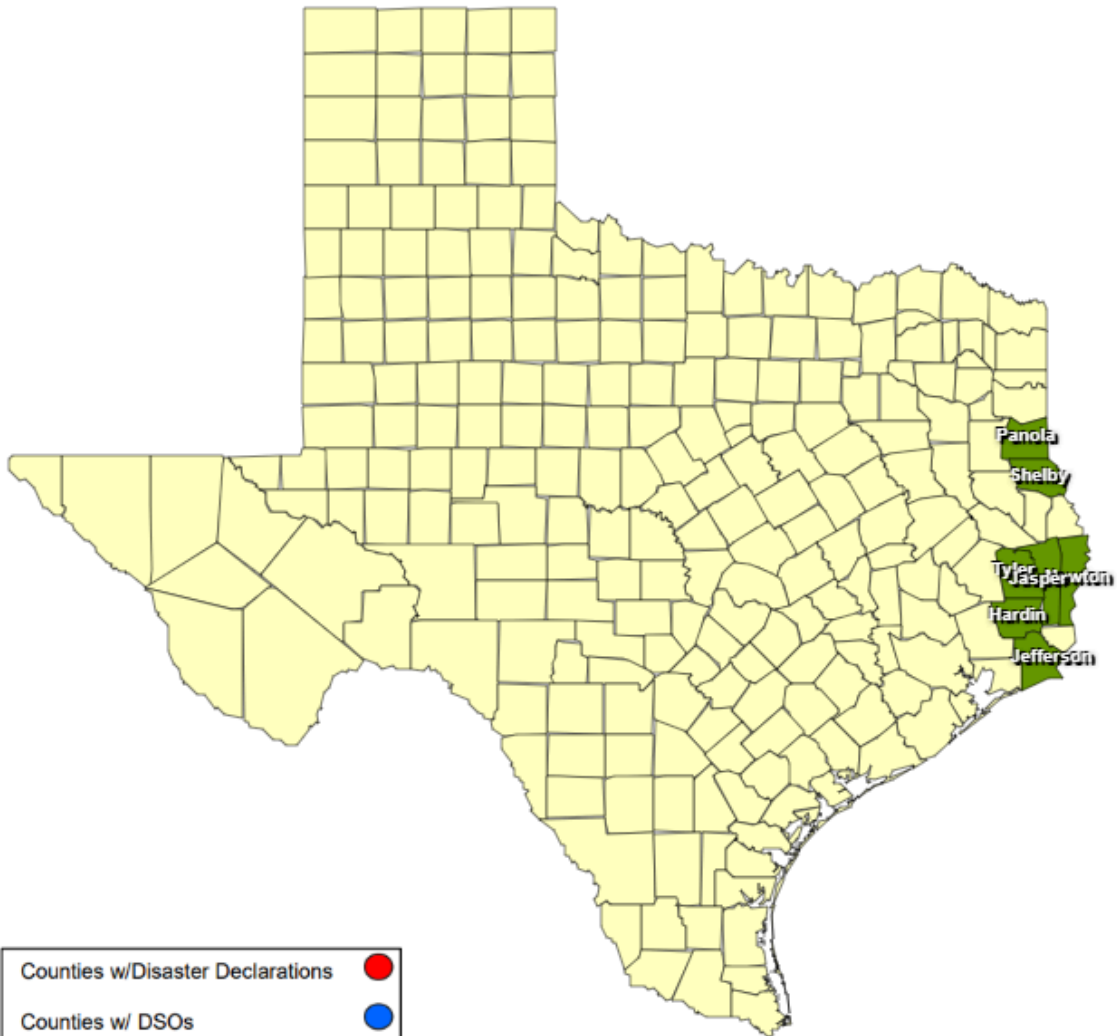 Panola
Shelby
Tyler
Jasper
Hardin
Jefferson
Counties w/Disaster Declarations
Counties w/ DSOs